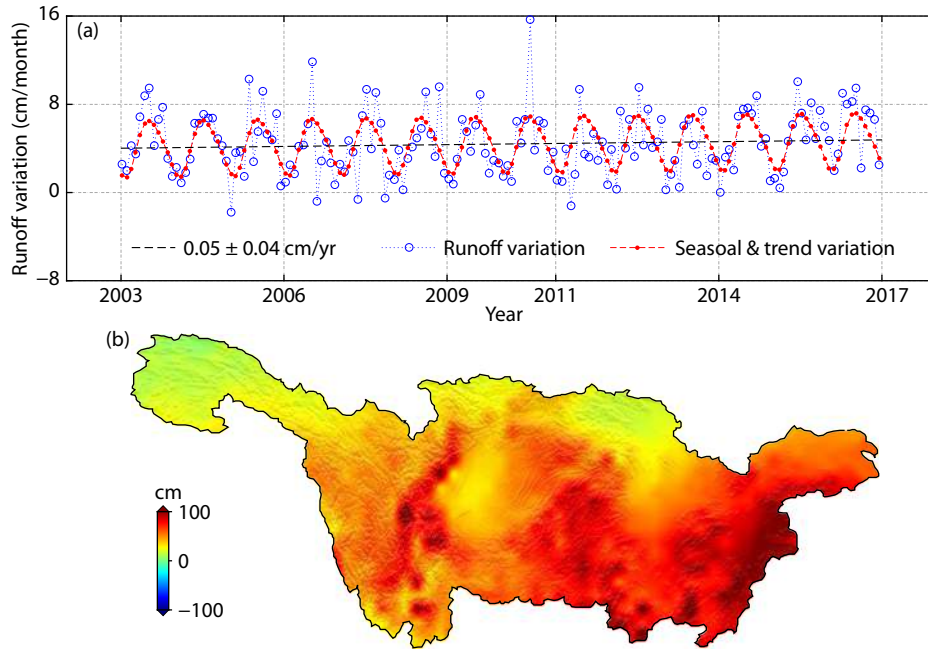 (a)
Runoff variation (cm/month)
16
8
0
−8
0.05 ± 0.04 cm/yr
Runoff variation
Seasoal & trend variation
2003
2006
2009
2011
2014
2017
Year
(b)
cm
100
0
−100